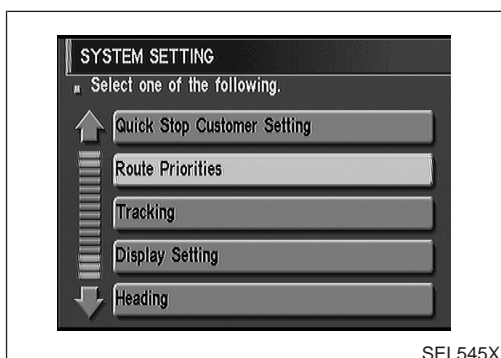 SYSTEM SETTING
Select one of the following.
Quick Stop Customer Setting
Route Priorities
Tracking
Display Setting
Heading
SEL545X